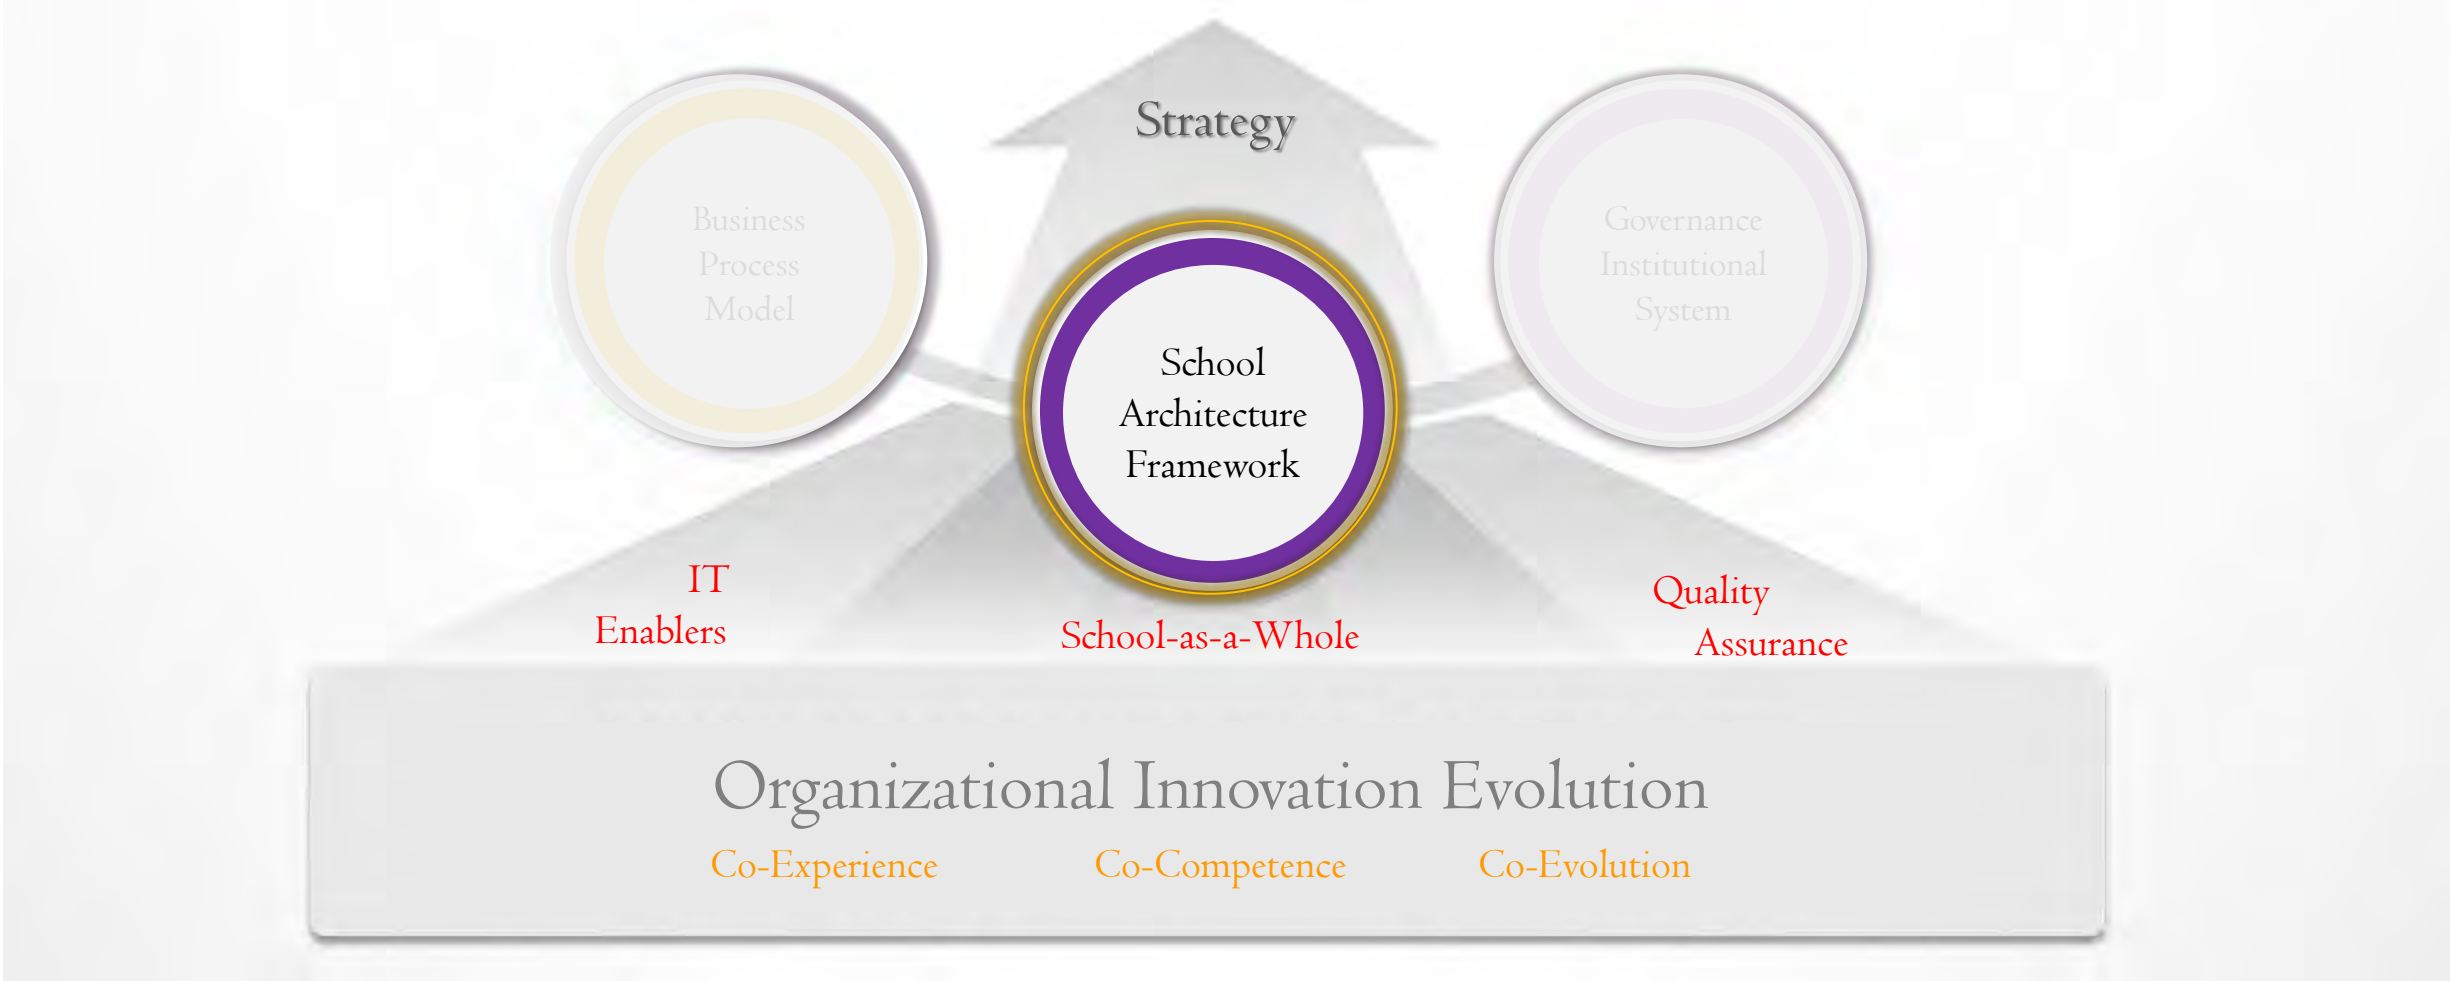 Strategy
Business
Process
Model
Governance
Institutional
System
School
Architecture
Framework
IT
Enablers
School-as-a-Whole
Quality
Assurance
Organizational Innovation Evolution
Co-Experience
Co-Competence
Co-Evolution